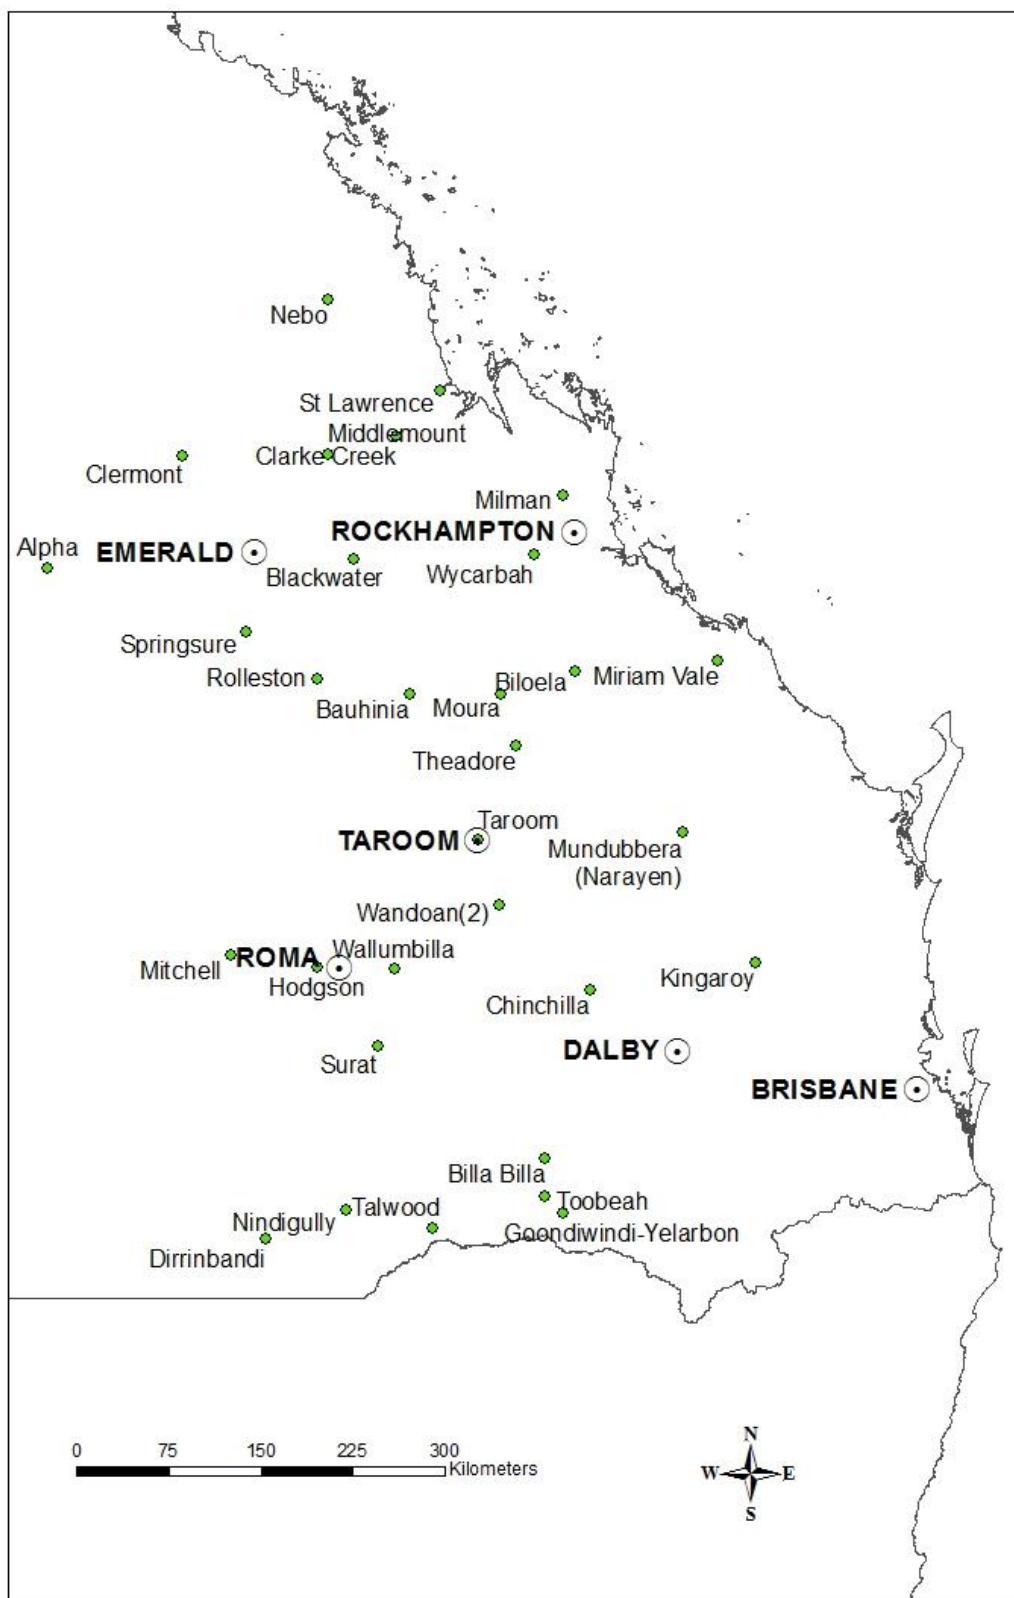 Nebo
St Lawrence
Middlemount
Clarke Creek
Clermont
Milman
ROCKHAMPTON
Alpha
EMERALD
Blackwater
Wycarbah
Springsure
Rolleston
Biloela
Miriam Vale
Bauhinia
Moura
Theadore
Taroom
TAROOM
Mundubbera
(Narayen)
Wandoan(2)
Wallumbilla
ROMA
Mitchell
Hodgson
Kingaroy
Chinchilla
DALBY
Surat
BRISBANE
Billa Billa
Toobeah
Talwood
Nindigully
Goondiwindi-Yelarbon
Dirrinbandi
0 75 150 225 300
Kilometers
N
W E
S